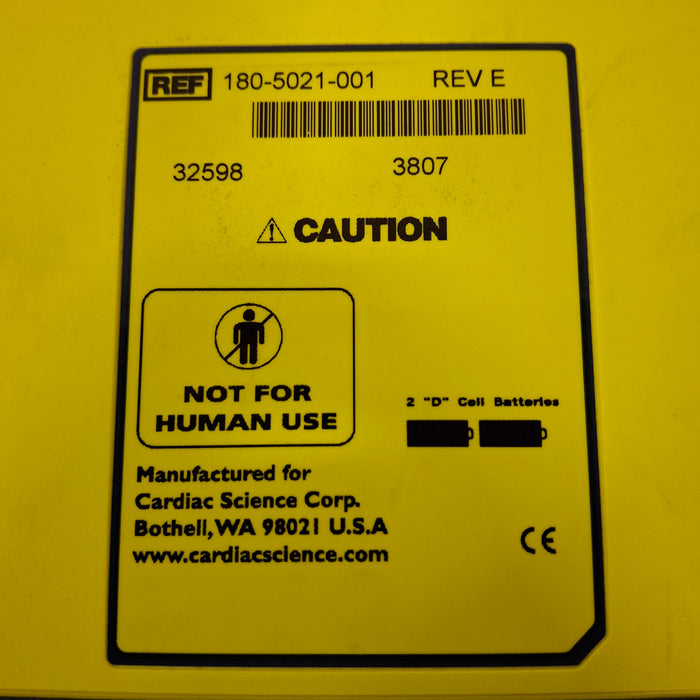 REF 180-5021-001 REV E
32598 3807
CAUTION
NOT FOR
HUMAN USE
2 "D" Cell Batteries
Manufactured for
Cardiac Science Corp.
Bothell, WA 98021 U.S.A
www.cardiacscience.com
CE